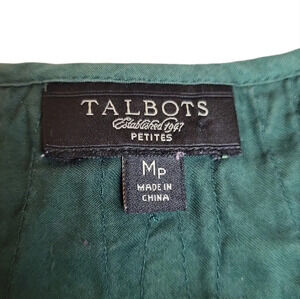 TALBOTS
Established 1947
PETITES
MP
MADE IN
CHINA